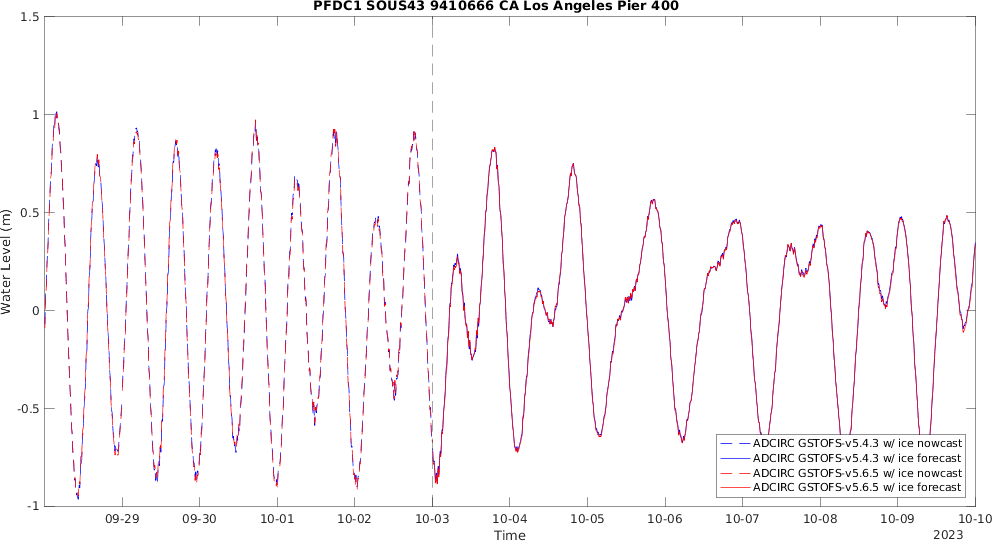 PFDC1 SOUS43 9410666 CA Los Angeles Pier 400
1.5
1
0.5
0
-0.5
-1
Water Level (m)
09-29
09-30
10-01
10-02
10-03
10-04
10-05
10-06
10-07
10-08
10-09
10-10
Time
2023
ADCIRC GSTOFS-v5.4.3 w/ ice nowcast
ADCIRC GSTOFS-v5.4.3 w/ ice forecast
ADCIRC GSTOFS-v5.6.5 w/ ice nowcast
ADCIRC GSTOFS-v5.6.5 w/ ice forecast